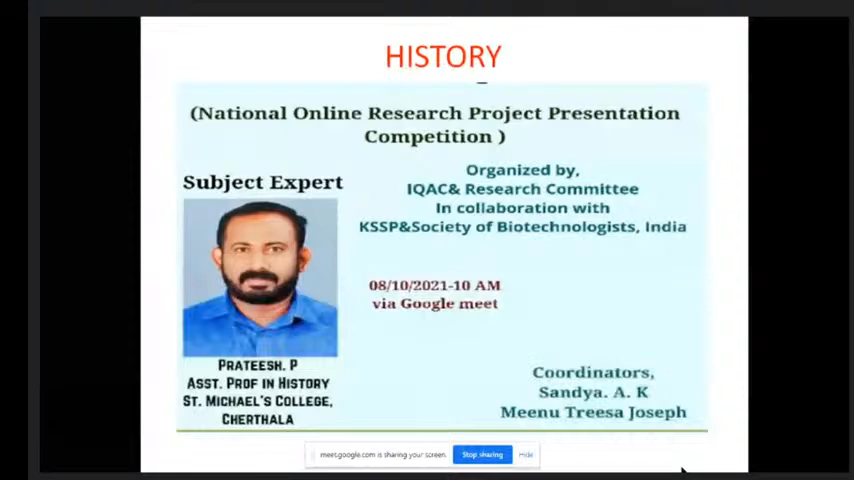 HISTORY
(National Online Research Project Presentation
Competition )
Organized by,
IQAC& Research Committee
In collaboration with
KSSP&Society of Biotechnologists, India
Subject Expert
08/10/2021-10 AM
via Google meet
PRATEESH. P
ASST. PROF IN HISTORY
ST. MICHAEL'S COLLEGE,
CHERTHALA
Coordinators,
Sandya. A. K
Meenu Treesa Joseph
meet.google.com is sharing your screen.
Stop sharing
Hide